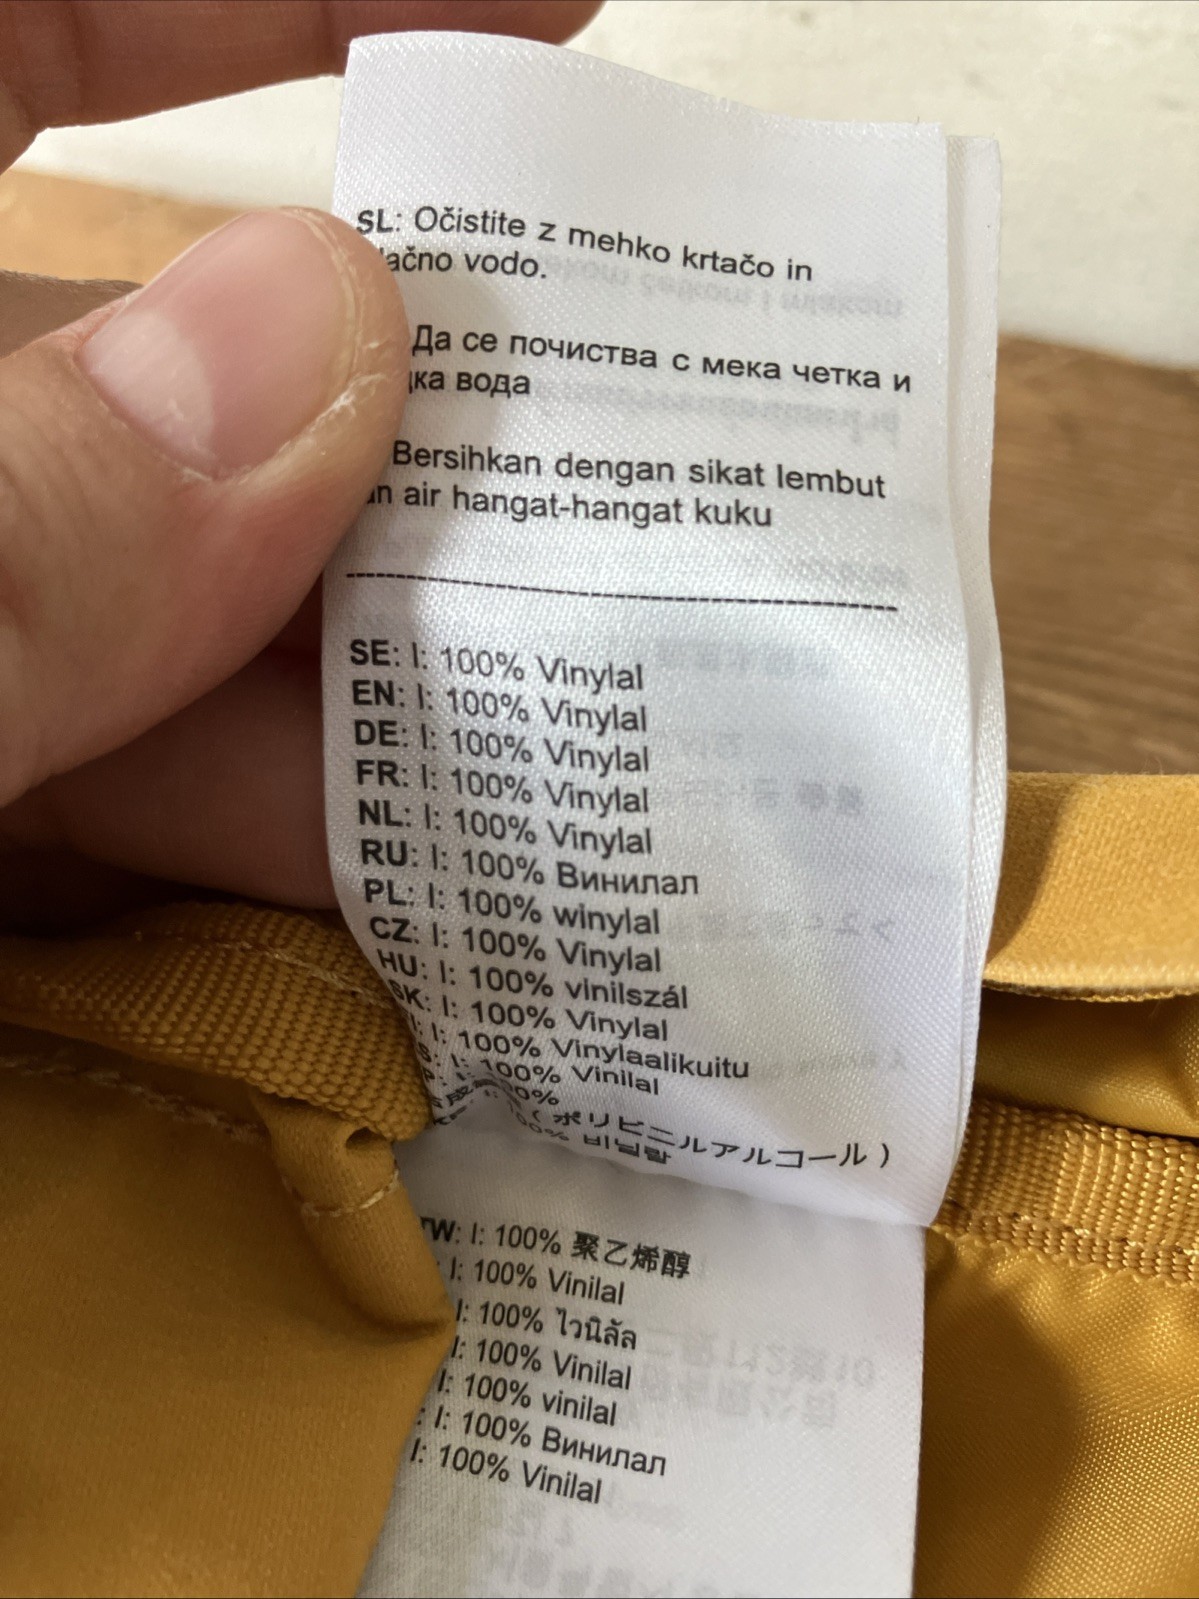 SL: Očistite z mehko krtačo in
vodo.
Да се почиства с мека четка и
вода
Bersihkan dengan sikat lembut
air hangat-hangat kuku
SE: I: 100% Vinylal
EN: I: 100% Vinylal
DE: I: 100% Vinylal
FR: I: 100% Vinylal
NL: I: 100% Vinylal
RU: I: 100% Винилал
PL: I: 100% winylal
CZ: I: 100% Vinylal
HU: I: 100% vinilszál
SK: I: 100% Vinylal
I: 100% Vinylaalikuitu
I: 100% Vinilal
(ポリビニルアルコール)
100% 비닐랄
TW: I: 100% 聚乙烯醇
I: 100% Vinilal
I: 100% ไวนิลัล
I: 100% Vinilal
I: 100% vinilal
I: 100% Винилал
I: 100% Vinilal